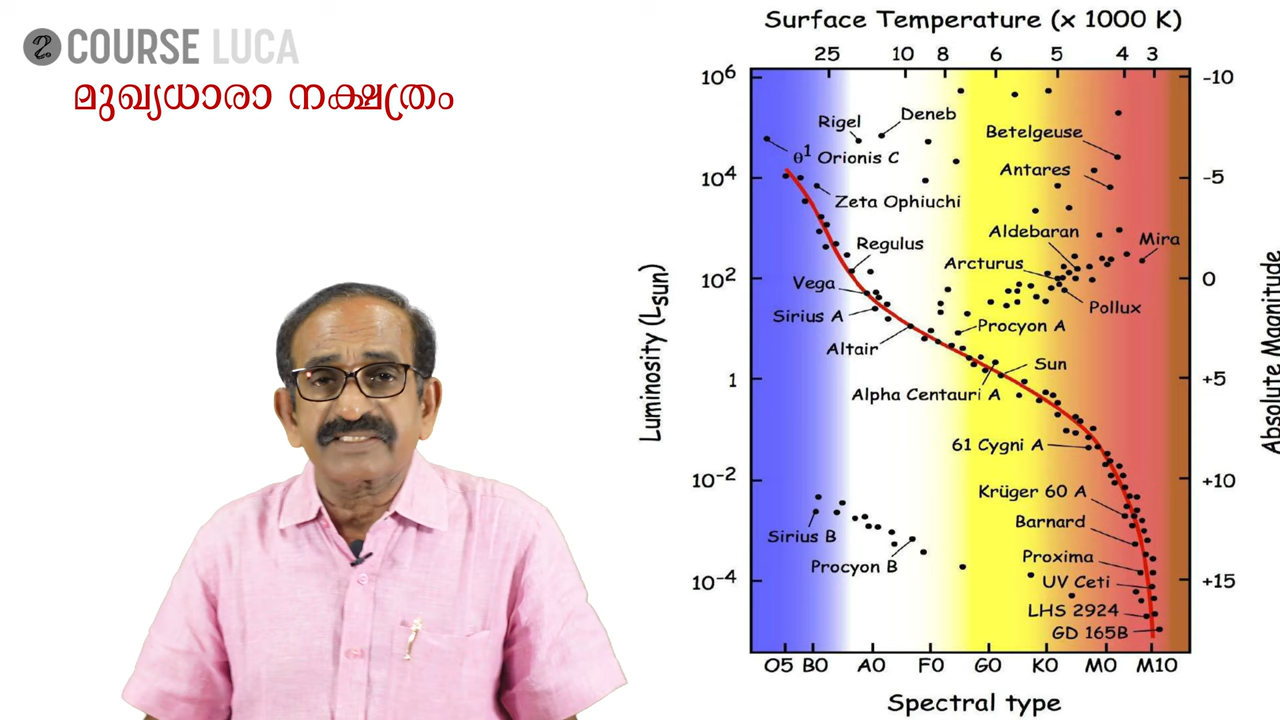 COURSE LUCA
മുഖ്യധാരാ നക്ഷത്രം
Surface Temperature (x 1000 K)
25 10 8 6 5 4 3
10⁶ -10
Deneb
Rigel
Betelgeuse
θ¹ Orionis C
Antares
10⁴ -5
Zeta Ophiuchi
Aldebaran
Mira
Regulus
Arcturus
10² 0
Vega
Pollux
Sirius A
Procyon A
Altair
Sun
1 +5
Alpha Centauri A
61 Cygni A
10⁻² +10
Krüger 60 A
Barnard
Sirius B
Proxima
Procyon B
10⁻⁴ +15
UV Ceti
LHS 2924
GD 165B
Luminosity (Lsun)
Absolute Magnitude
O5 B0 A0 F0 G0 K0 M0 M10
Spectral type